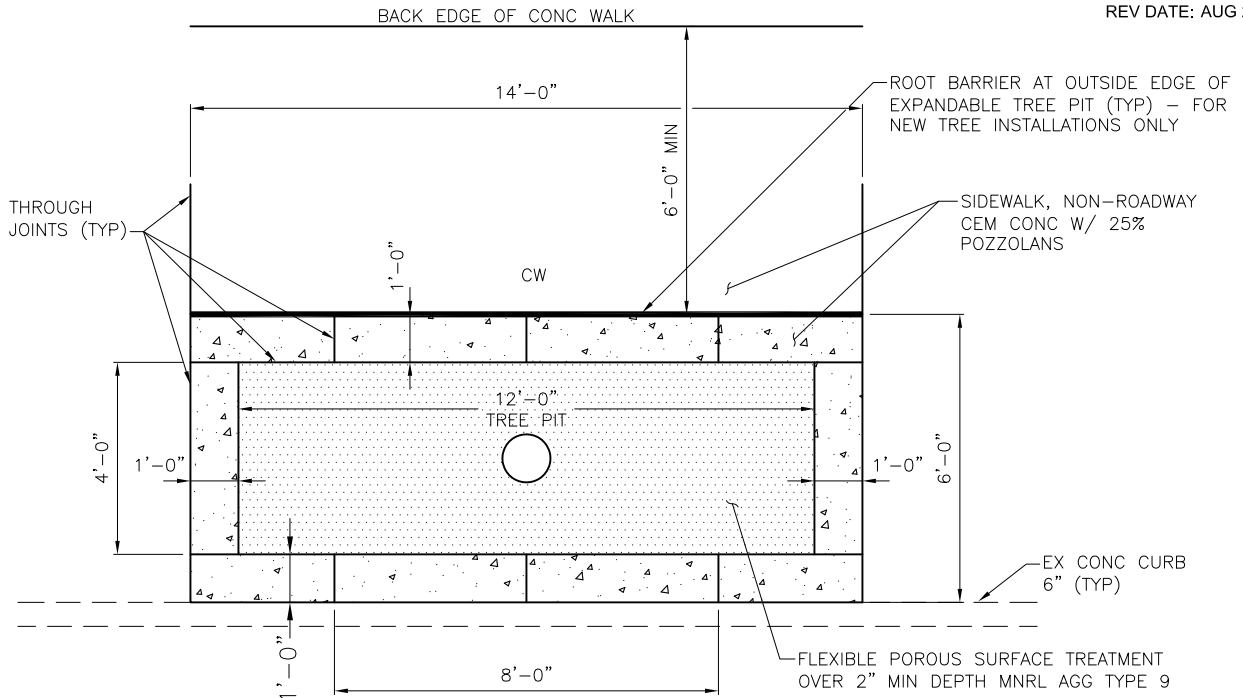 BACK EDGE OF CONC WALK
REV DATE: AUG
14'-0"
ROOT BARRIER AT OUTSIDE EDGE OF
EXPANDABLE TREE PIT (TYP) – FOR
NEW TREE INSTALLATIONS ONLY
6'-0" MIN
THROUGH
JOINTS (TYP)
SIDEWALK, NON-ROADWAY
CEM CONC W/ 25%
POZZOLANS
1'-0"
CW
12'-0"
TREE PIT
4'-0"
1'-0"
1'-0"
6'-0"
EX CONC CURB
6" (TYP)
1'-0"
8'-0"
FLEXIBLE POROUS SURFACE TREATMENT
OVER 2" MIN DEPTH MNRL AGG TYPE 9